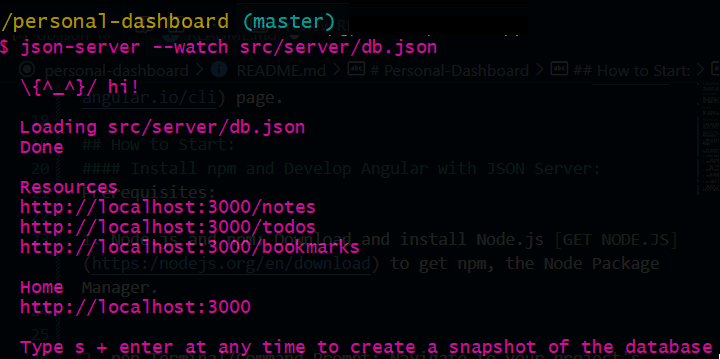 /personal-dashboard (master)
$ json-server --watch src/server/db.json
personal-dashboard > README.md > # Personal-Dashboard > ## How to Start: >
\{^_^}/ hi!
angular.io/cli) page.
Loading src/server/db.json
## How to Start:
Done
20 #### Install npm and Develop Angular with JSON Server:
Resources
Prerequisites:
http://localhost:3000/notes
http://localhost:3000/todos
Download and install Node.js [GET NODE.JS]
http://localhost:3000/bookmarks
(https:/nodejs.org/en/download) to get npm, the Node Package
Home
Manager.
http://localhost:3000
25
Type s + enter at any time to create a snapshot of the database